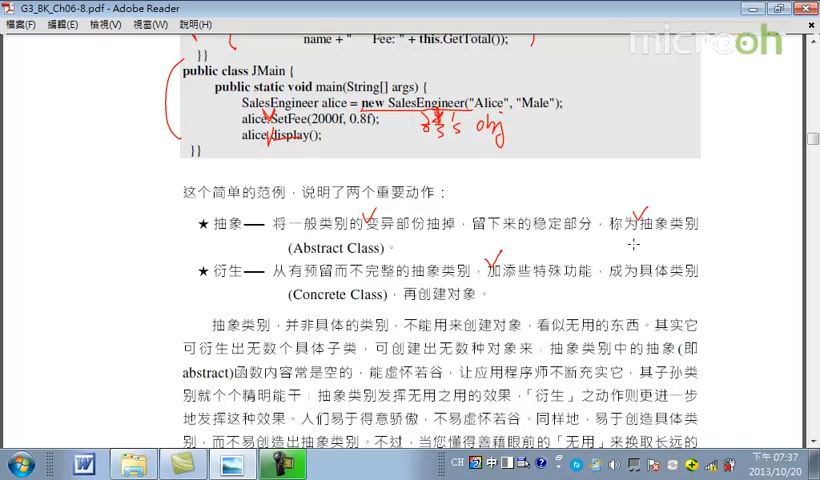 G3_BK_Ch06-8.pdf - Adobe Reader
檔案(F) 編輯(E) 檢視(V) 視窗(W) 說明(H)
microoh
name + " Fee: " + this.GetTotal());
}}
public class JMain {
public static void main(String[] args) {
SalesEngineer alice = new SalesEngineer("Alice", "Male");
alice.SetFee(2000f, 0.8f);
alice.display();
}}
's obj
这个简单的范例，说明了两个重要动作：
★ 抽象── 将一般类别的变异部份抽掉，留下来的稳定部分，称为抽象类别
(Abstract Class)。
★ 衍生── 从有预留而不完整的抽象类别，加添些特殊功能，成为具体类别
(Concrete Class)，再创建对象。
抽象类别，并非具体的类别，不能用来创建对象，看似无用的东西。其实它
可衍生出无数个具体子类，可创建出无数种对象来﹗抽象类别中的抽象(即
abstract)函数内容常是空的，能虚怀若谷，让应用程序师不断充实它，其子孙类
别就个个精明能干﹗抽象类别发挥无用之用的效果，「衍生」之动作则更进一步
地发挥这种效果。人们易于得意骄傲，不易虚怀若谷。同样地，易于创造具体类
别，而不易创造出抽象类别。不过，当您懂得善藉眼前的「无用」来换取长远的
CH 中
下午 07:37
2013/10/20